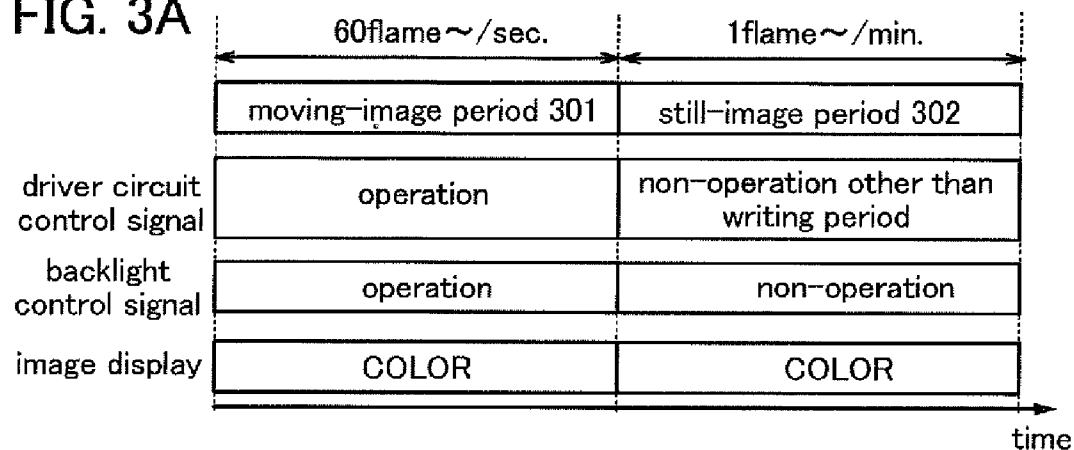 FIG. 3A
60flame～/sec. 1flame～/min.
moving-image period 301 still-image period 302
driver circuit
control signal
operation
non-operation other than
writing period
backlight
control signal
operation non-operation
image display COLOR COLOR
time